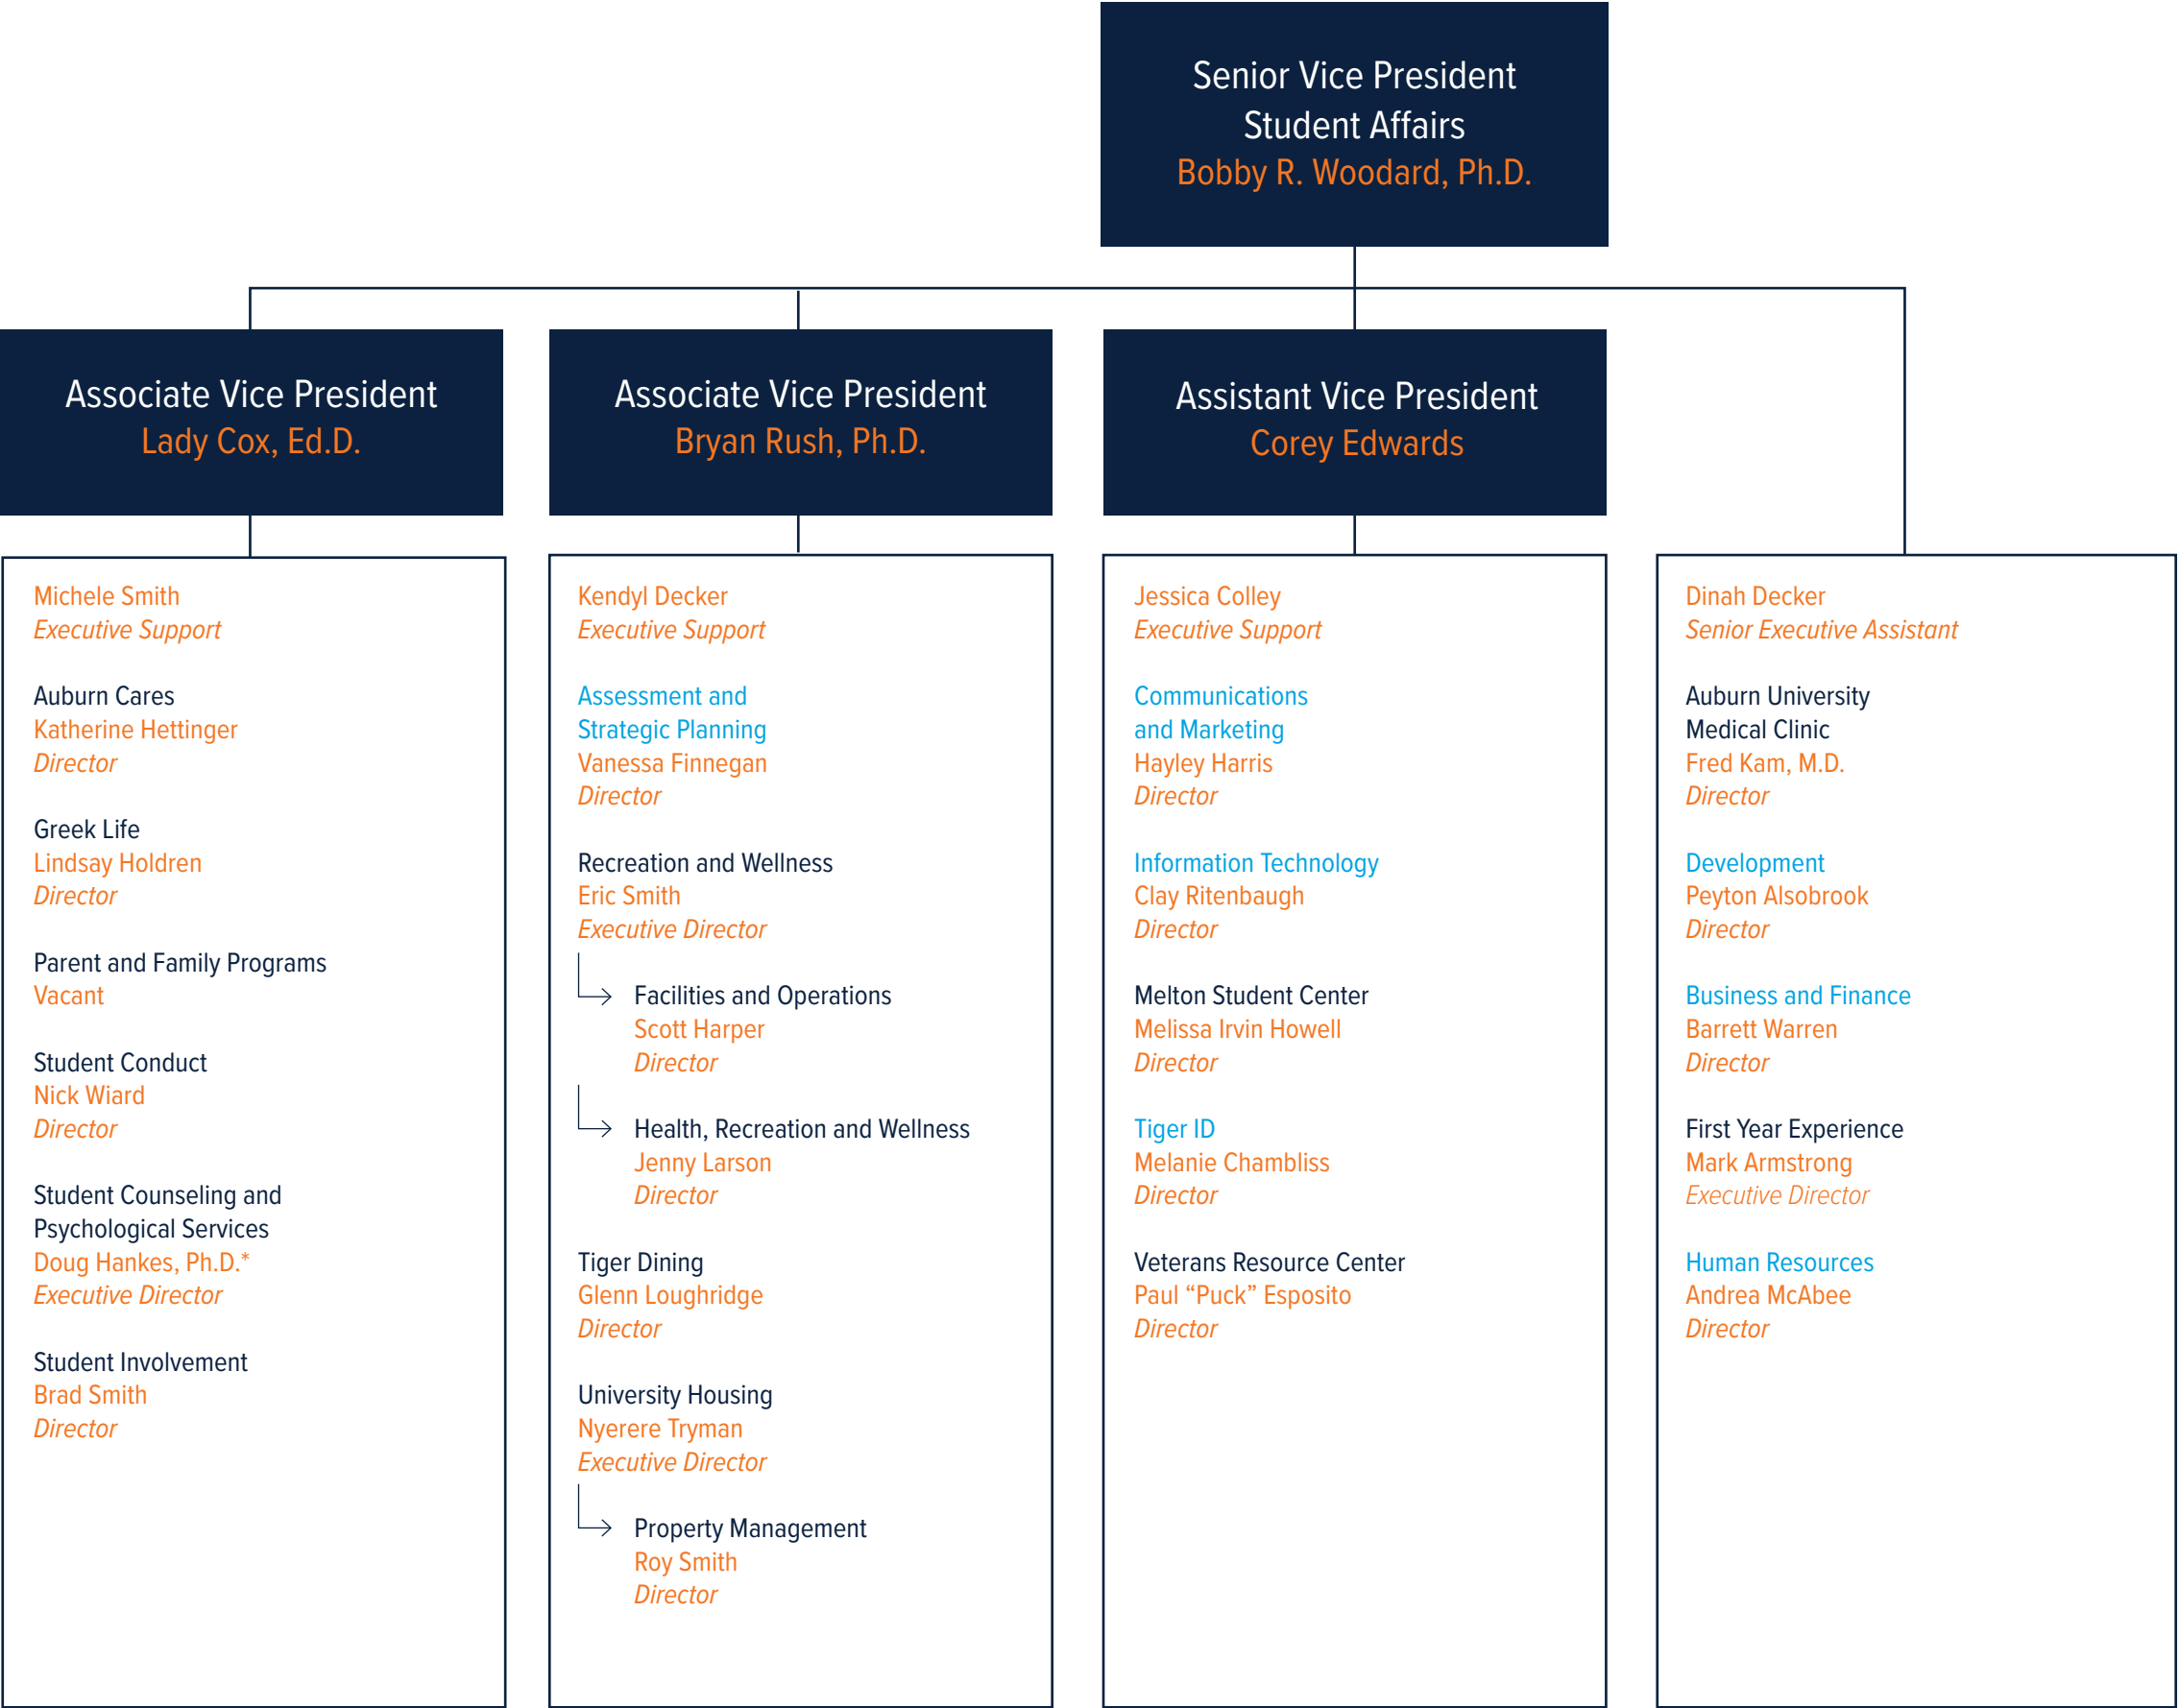 Senior Vice President
Student Affairs
Bobby R. Woodard, Ph.D.
Associate Vice President
Lady Cox, Ed.D.
Associate Vice President
Bryan Rush, Ph.D.
Assistant Vice President
Corey Edwards
Michele Smith
Executive Support
Auburn Cares
Katherine Hettinger
Director
Greek Life
Lindsay Holdren
Director
Parent and Family Programs
Vacant
Student Conduct
Nick Wiard
Director
Student Counseling and
Psychological Services
Doug Hankes, Ph.D.*
Executive Director
Student Involvement
Brad Smith
Director
Kendyl Decker
Executive Support
Assessment and
Strategic Planning
Vanessa Finnegan
Director
Recreation and Wellness
Eric Smith
Executive Director
Facilities and Operations
Scott Harper
Director
Health, Recreation and Wellness
Jenny Larson
Director
Tiger Dining
Glenn Loughridge
Director
University Housing
Nyerere Tryman
Executive Director
Property Management
Roy Smith
Director
Jessica Colley
Executive Support
Communications
and Marketing
Hayley Harris
Director
Information Technology
Clay Ritenbaugh
Director
Melton Student Center
Melissa Irvin Howell
Director
Tiger ID
Melanie Chambliss
Director
Veterans Resource Center
Paul “Puck” Esposito
Director
Dinah Decker
Senior Executive Assistant
Auburn University
Medical Clinic
Fred Kam, M.D.
Director
Development
Peyton Alsobrook
Director
Business and Finance
Barrett Warren
Director
First Year Experience
Mark Armstrong
Executive Director
Human Resources
Andrea McAbee
Director